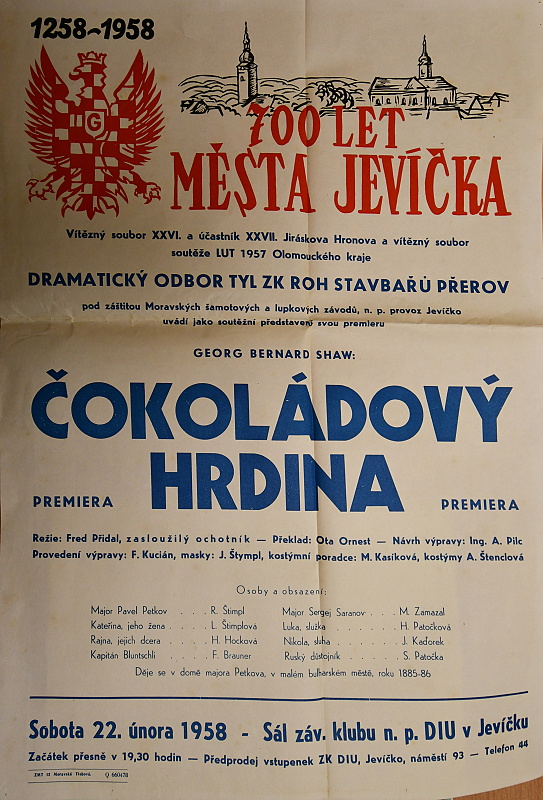 1258-1958
G
700 LET
MĚSTA JEVÍČKA
Vítězný soubor XXVI. a účastník XXVII. Jiráskova Hronova a vítězný soubor
soutěže LUT 1957 Olomouckého kraje
DRAMATICKÝ ODBOR TYL ZK ROH STAVBAŘŮ PŘEROV
pod záštitou Moravských šamotových a lupkových závodů, n. p. provoz Jevíčko
uvádí jako soutěžní představení svou premieru
GEORG BERNARD SHAW:
ČOKOLÁDOVÝ
HRDINA
PREMIERA PREMIERA
Režie: Fred Přidal, zasloužilý ochotník — Překlad: Ota Ornest — Návrh výpravy: Ing. A. Pilc
Provedení výpravy: F. Kucián, masky: J. Štympl, kostýmní poradce: M. Kasíková, kostýmy A. Štenclová
Osoby a obsazení:
Major Pavel Petkov . . . R. Štimpl Major Sergej Saranov . . . M. Zamazal
Kateřina, jeho žena . . . . L. Štimplová Luka, služka . . . . H. Patočková
Rajna, jejich dcera . . . . H. Hocková Nikola, sluha . . . . J. Kaďorek
Kapitán Bluntschli . . . . F. Brauner Ruský důstojník . . . . S. Patočka
Děje se v domě majora Petkova, v malém bulharském městě, roku 1885-86
Sobota 22. února 1958 - Sál záv. klubu n. p. DIU v Jevíčku
Začátek přesně v 19,30 hodin — Předprodej vstupenek ZK DIU, Jevíčko, náměstí 93 — Telefon 44
ZMT 12 Moravská Třebová. Q 660478